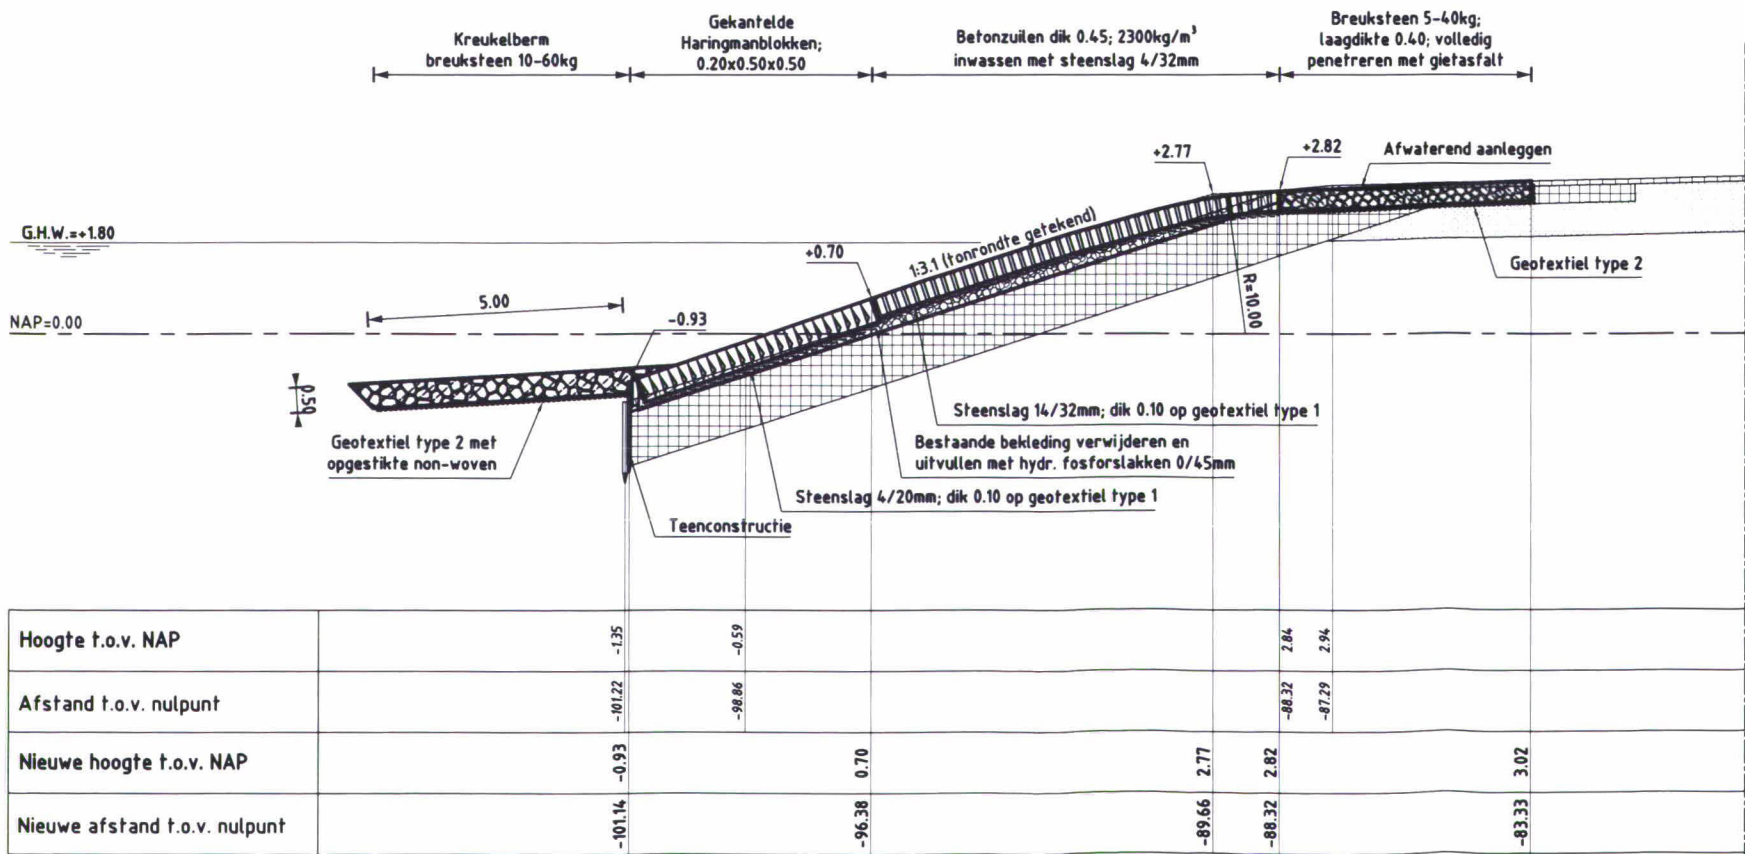 Kreukelberm
breuksteen 10-60kg
Gekantelde
Haringmanblokken;
0.20x0.50x0.50
Betonzuilen dik 0.45; 2300kg/m³
inwassen met steenslag 4/32mm
Breuksteen 5-40kg;
laagdikte 0.40; volledig
penetreren met gietasfalt
+2.77
+2.82
Afwaterend aanleggen
G.H.W.=+1.80
+0.70
1:3.1 (tonrondte getekend)
Geotextiel type 2
R=10.00
5.00
NAP=0.00
-0.93
0.50
Steenslag 14/32mm; dik 0.10 op geotextiel type 1
Geotextiel type 2 met
opgestikte non-woven
Bestaande bekleding verwijderen en
uitvullen met hydr. fosforslakken 0/45mm
Steenslag 4/20mm; dik 0.10 op geotextiel type 1
Teenconstructie
Hoogte t.o.v. NAP -1.35 -0.59 2.84 2.94
Afstand t.o.v. nulpunt -101.22 -98.86 -88.32 -87.29
Nieuwe hoogte t.o.v. NAP -0.93 0.70 2.77 2.82 3.02
Nieuwe afstand t.o.v. nulpunt -101.14 -96.38 -89.66 -88.32 -83.33